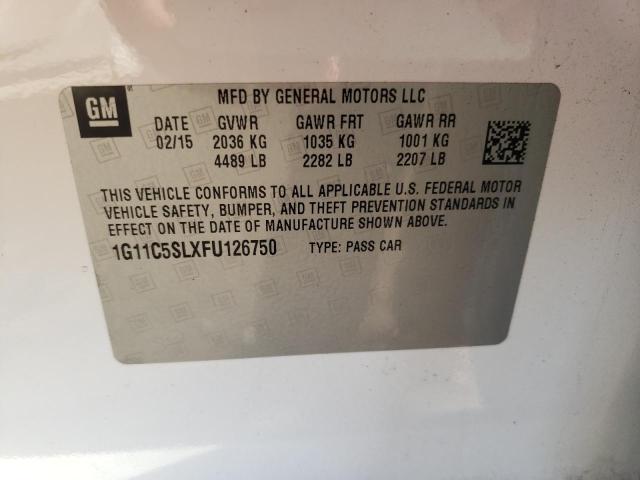 GM
MFD BY GENERAL MOTORS LLC
DATE GVWR GAWR FRT GAWR RR
02/15 2036 KG 1035 KG 1001 KG
4489 LB 2282 LB 2207 LB
THIS VEHICLE CONFORMS TO ALL APPLICABLE U.S. FEDERAL MOTOR
VEHICLE SAFETY, BUMPER, AND THEFT PREVENTION STANDARDS IN
EFFECT ON THE DATE OF MANUFACTURE SHOWN ABOVE.
1G11C5SLXFU126750 TYPE: PASS CAR